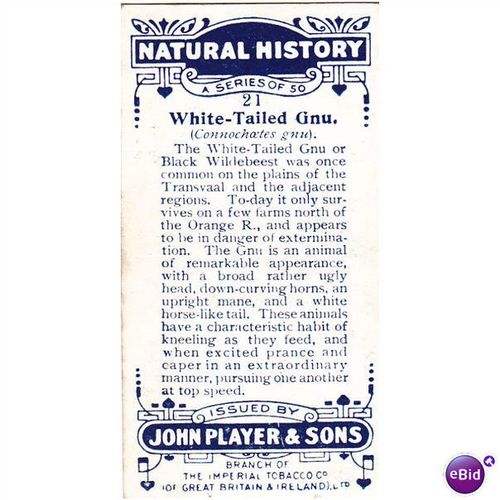 NATURAL HISTORY
A SERIES OF 50
21
White-Tailed Gnu.
(Connochœtes gnu).
The White-Tailed Gnu or
Black Wildebeest was once
common on the plains of the
Transvaal and the adjacent
regions. To-day it only sur-
vives on a few farms north of
the Orange R., and appears
to be in danger of extermina-
tion. The Gnu is an animal
of remarkable appearance,
with a broad rather ugly
head, down-curving horns, an
upright mane, and a white
horse-like tail. These animals
have a characteristic habit of
kneeling as they feed, and
when excited prance and
caper in an extraordinary
manner, pursuing one another
at top speed.
ISSUED BY
JOHN PLAYER & SONS
BRANCH OF
THE IMPERIAL TOBACCO CO
(OF GREAT BRITAIN & IRELAND), LTD
eBid